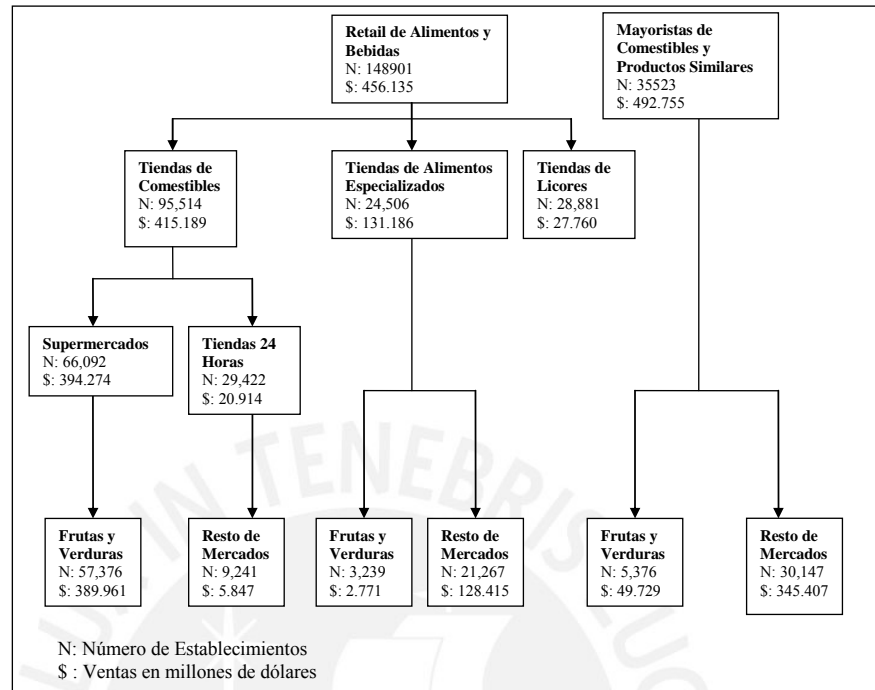 Retail de Alimentos y
Bebidas
N: 148901
$: 456.135
Mayoristas de
Comestibles y
Productos Similares
N: 35523
$: 492.755
Tiendas de
Comestibles
N: 95,514
$: 415.189
Tiendas de Alimentos
Especializados
N: 24,506
$: 131.186
Tiendas de
Licores
N: 28,881
$: 27.760
Supermercados
N: 66,092
$: 394.274
Tiendas 24
Horas
N: 29,422
$: 20.914
Frutas y
Verduras
N: 57,376
$: 389.961
Resto de
Mercados
N: 9,241
$: 5.847
Frutas y
Verduras
N: 3,239
$: 2.771
Resto de
Mercados
N: 21,267
$: 128.415
Frutas y
Verduras
N: 5,376
$: 49.729
Resto de
Mercados
N: 30,147
$: 345.407
N: Número de Establecimientos
$ : Ventas en millones de dólares
LUX IN TENEBRIS LUC